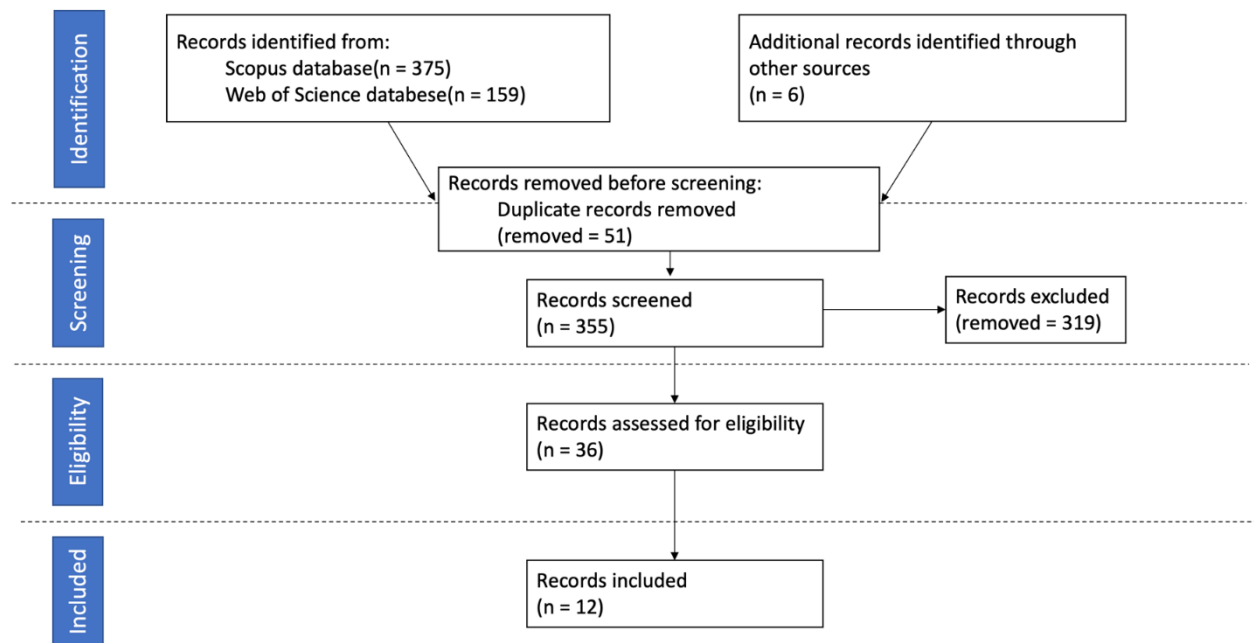 Identification
Records identified from:
Scopus database(n = 375)
Web of Science databese(n = 159)
Additional records identified through
other sources
(n = 6)
Records removed before screening:
Duplicate records removed
(removed = 51)
Screening
Records screened
(n = 355)
Records excluded
(removed = 319)
Eligibility
Records assessed for eligibility
(n = 36)
Included
Records included
(n = 12)